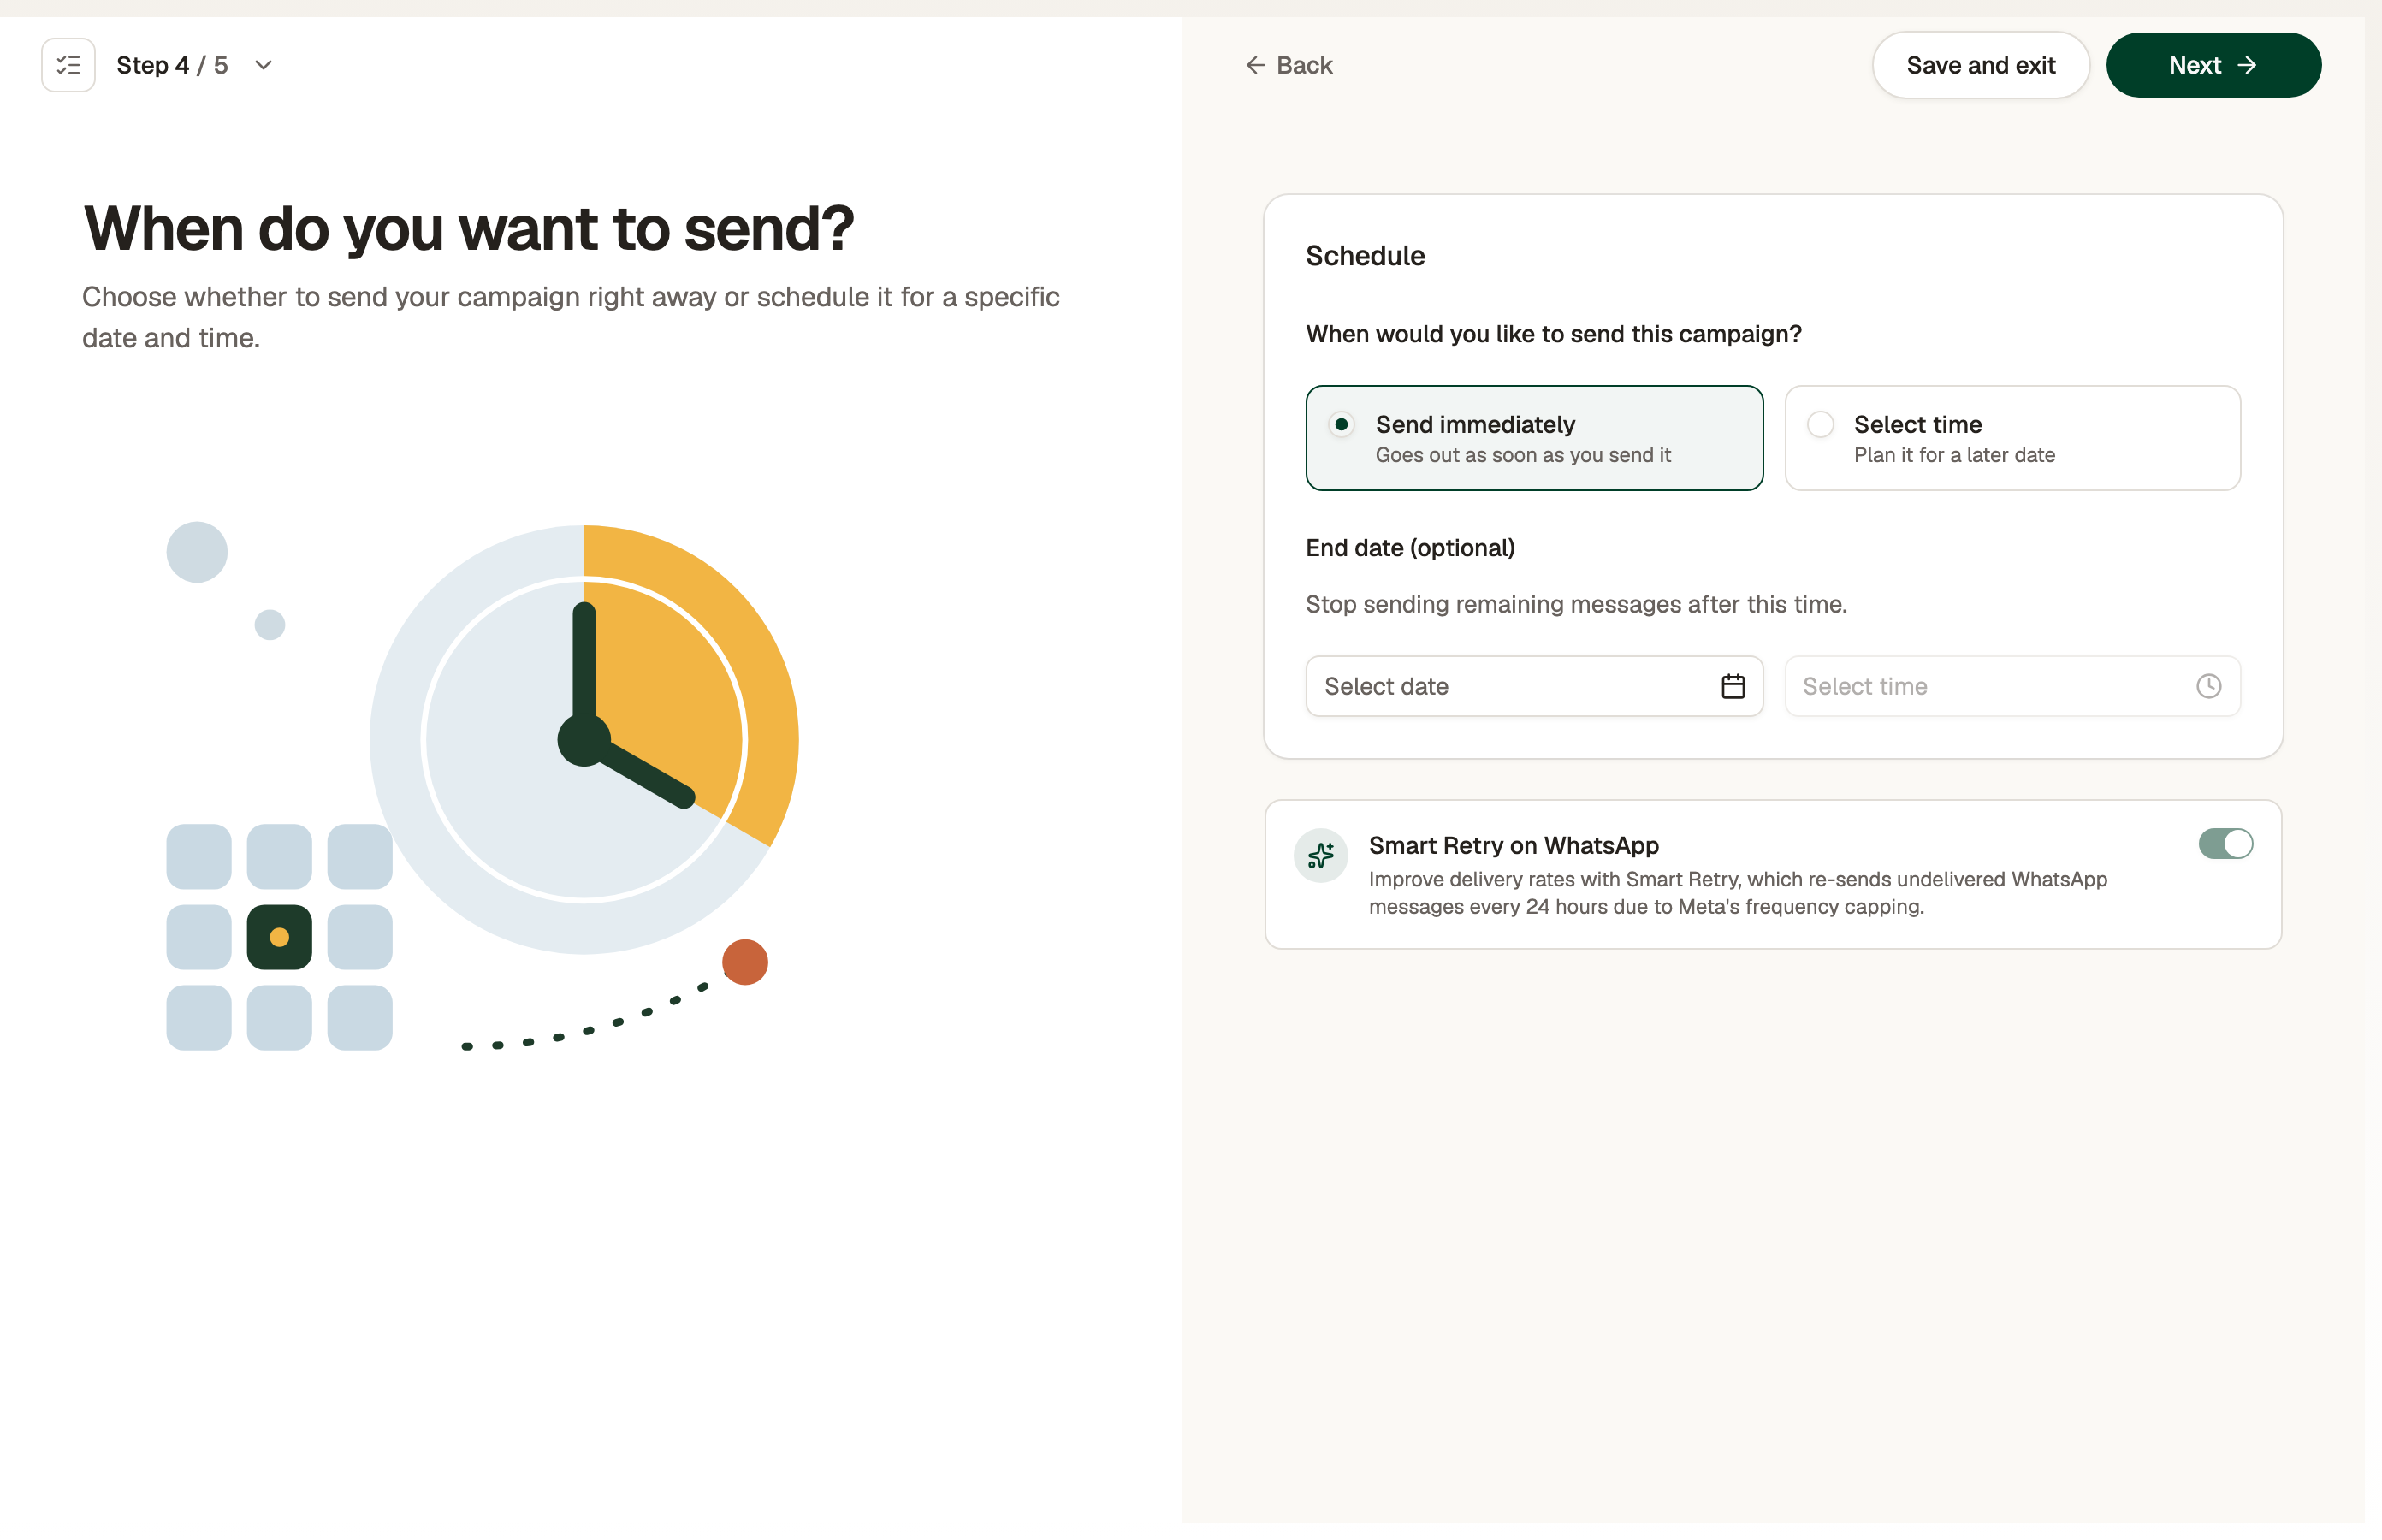 Step 4 / 5
Back
Save and exit
Next
When do you want to send?
Choose whether to send your campaign right away or schedule it for a specific
date and time.
Schedule
When would you like to send this campaign?
Send immediately
Goes out as soon as you send it
Select time
Plan it for a later date
End date (optional)
Stop sending remaining messages after this time.
Select date
Select time
Smart Retry on WhatsApp
Improve delivery rates with Smart Retry, which re-sends undelivered WhatsApp
messages every 24 hours due to Meta's frequency capping.